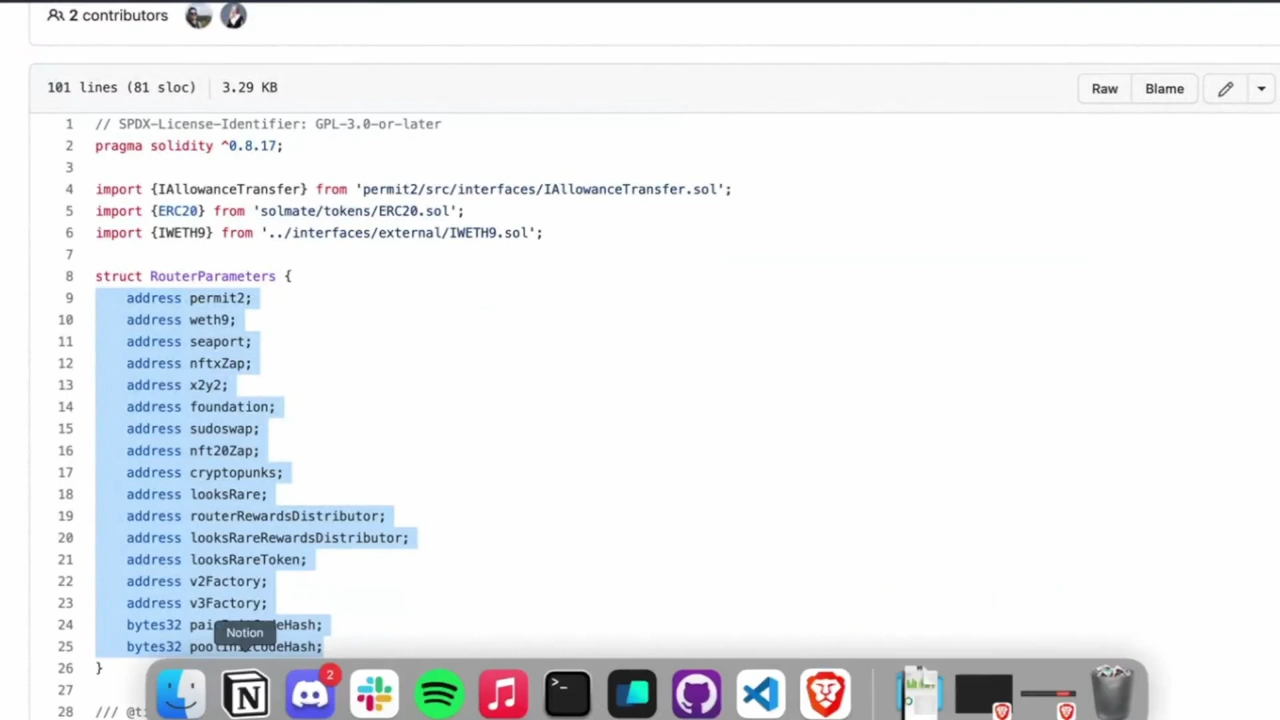 2 contributors
101 lines (81 sloc) 3.29 KB
Raw Blame
1 // SPDX-License-Identifier: GPL-3.0-or-later
2 pragma solidity ^0.8.17;
3
4 import {IAllowanceTransfer} from 'permit2/src/interfaces/IAllowanceTransfer.sol';
5 import {ERC20} from 'solmate/tokens/ERC20.sol';
6 import {IWETH9} from '../interfaces/external/IWETH9.sol';
7
8 struct RouterParameters {
9 address permit2;
10 address weth9;
11 address seaport;
12 address nftxZap;
13 address x2y2;
14 address foundation;
15 address sudoswap;
16 address nft20Zap;
17 address cryptopunks;
18 address looksRare;
19 address routerRewardsDistributor;
20 address looksRareRewardsDistributor;
21 address looksRareToken;
22 address v2Factory;
23 address v3Factory;
24 bytes32 pairInitCodeHash;
Notion
25 bytes32 poolInitCodeHash;
26 }
27
28 /// @ti
2